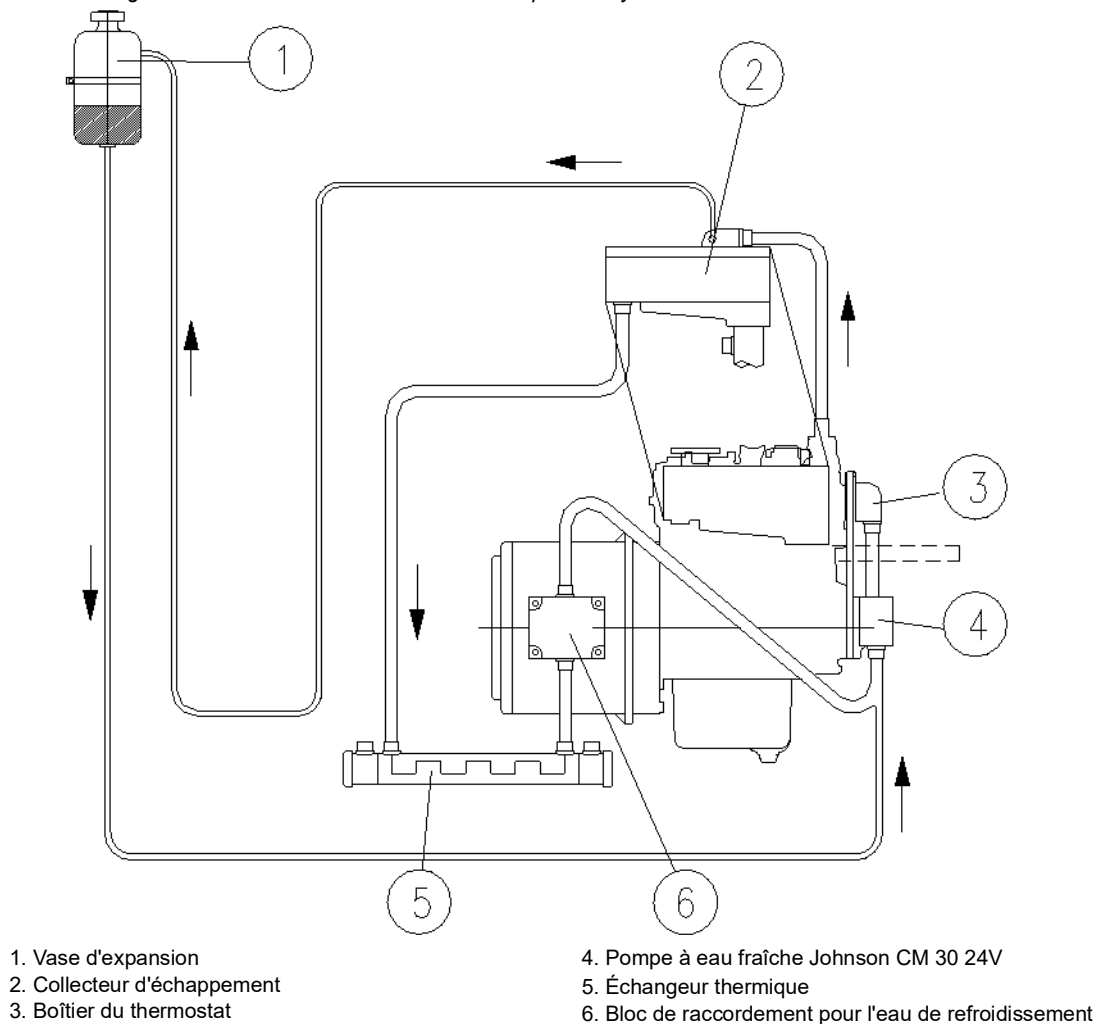 1
2
3
4
5
6
1. Vase d'expansion
2. Collecteur d'échappement
3. Boîtier du thermostat
4. Pompe à eau fraîche Johnson CM 30 24V
5. Échangeur thermique
6. Bloc de raccordement pour l'eau de refroidissement